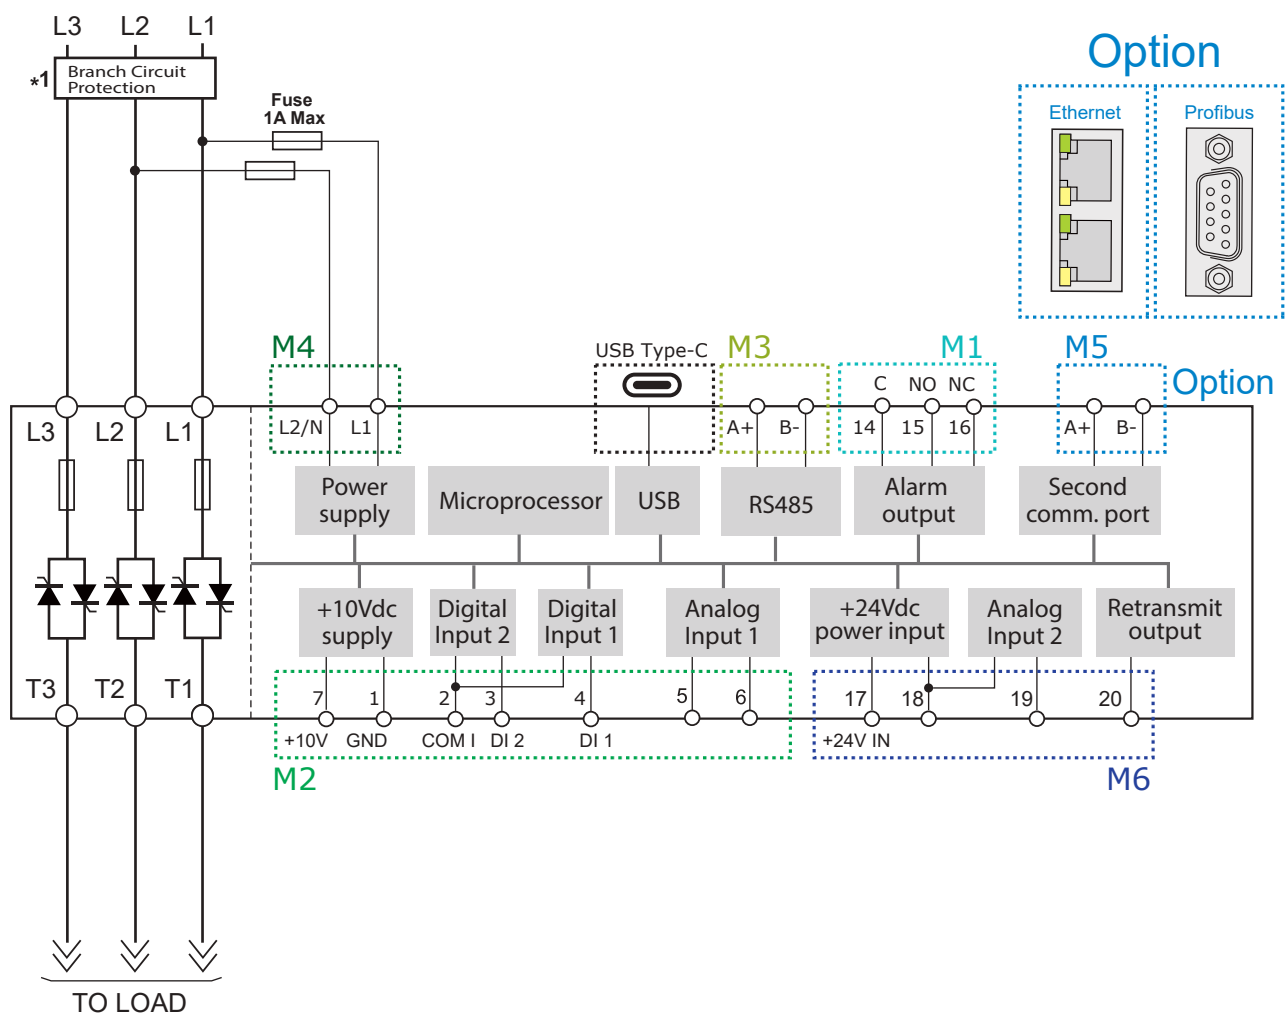 L3 L2 L1
*1 Branch Circuit
Protection
Fuse
1A Max
Option
Ethernet Profibus
M4 USB Type-C M3 M1 M5
Option
C NO NC
L3 L2 L1 L2/N L1 A+ B- 14 15 16 A+ B-
Power
supply
Microprocessor
USB
RS485
Alarm
output
Second
comm. port
+10Vdc
supply
Digital
Input 2
Digital
Input 1
Analog
Input 1
+24Vdc
power input
Analog
Input 2
Retransmit
output
T3 T2 T1 7 1 2 3 4 5 6 17 18 19 20
+10V GND COM I DI 2 DI 1 +24V IN
M2 M6
TO LOAD